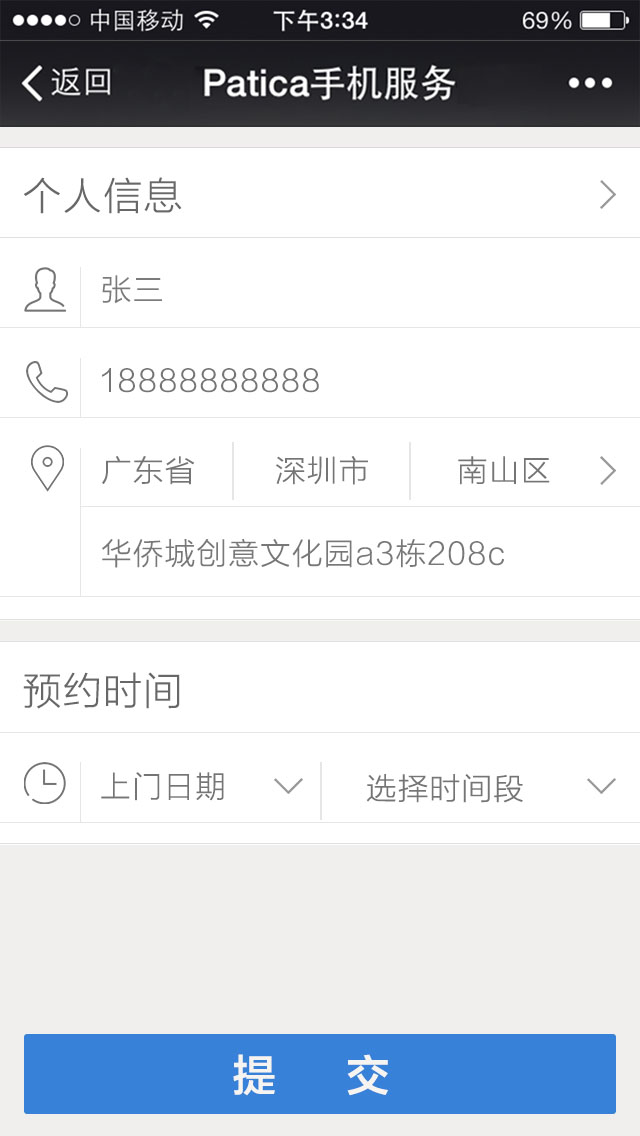 中国移动 下午3:34 69%
返回 Patica手机服务
个人信息
张三
18888888888
广东省 深圳市 南山区
华侨城创意文化园a3栋208c
预约时间
上门日期 选择时间段
提 交